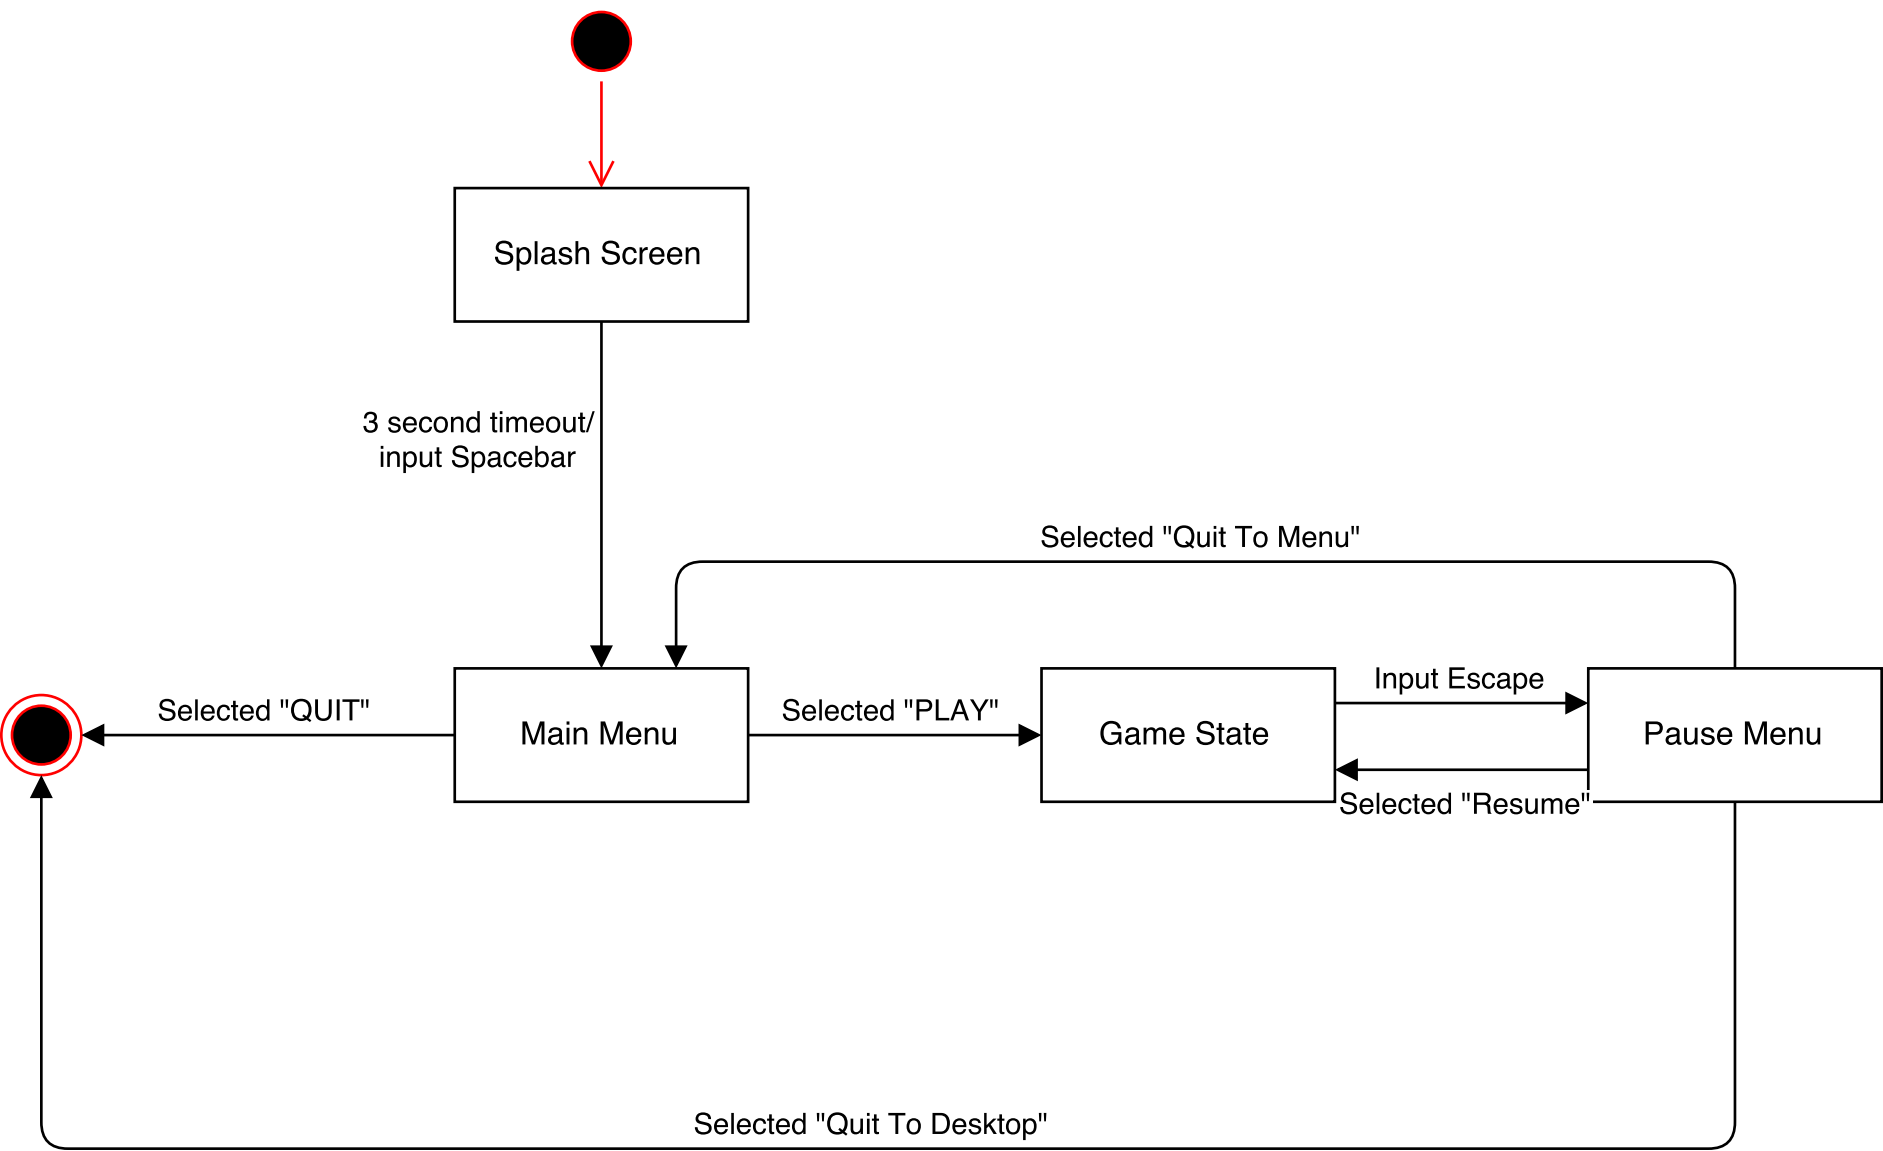 Splash Screen
3 second timeout/
input Spacebar
Selected "Quit To Menu"
Selected "QUIT"
Main Menu
Selected "PLAY"
Game State
Input Escape
Pause Menu
Selected "Resume"
Selected "Quit To Desktop"